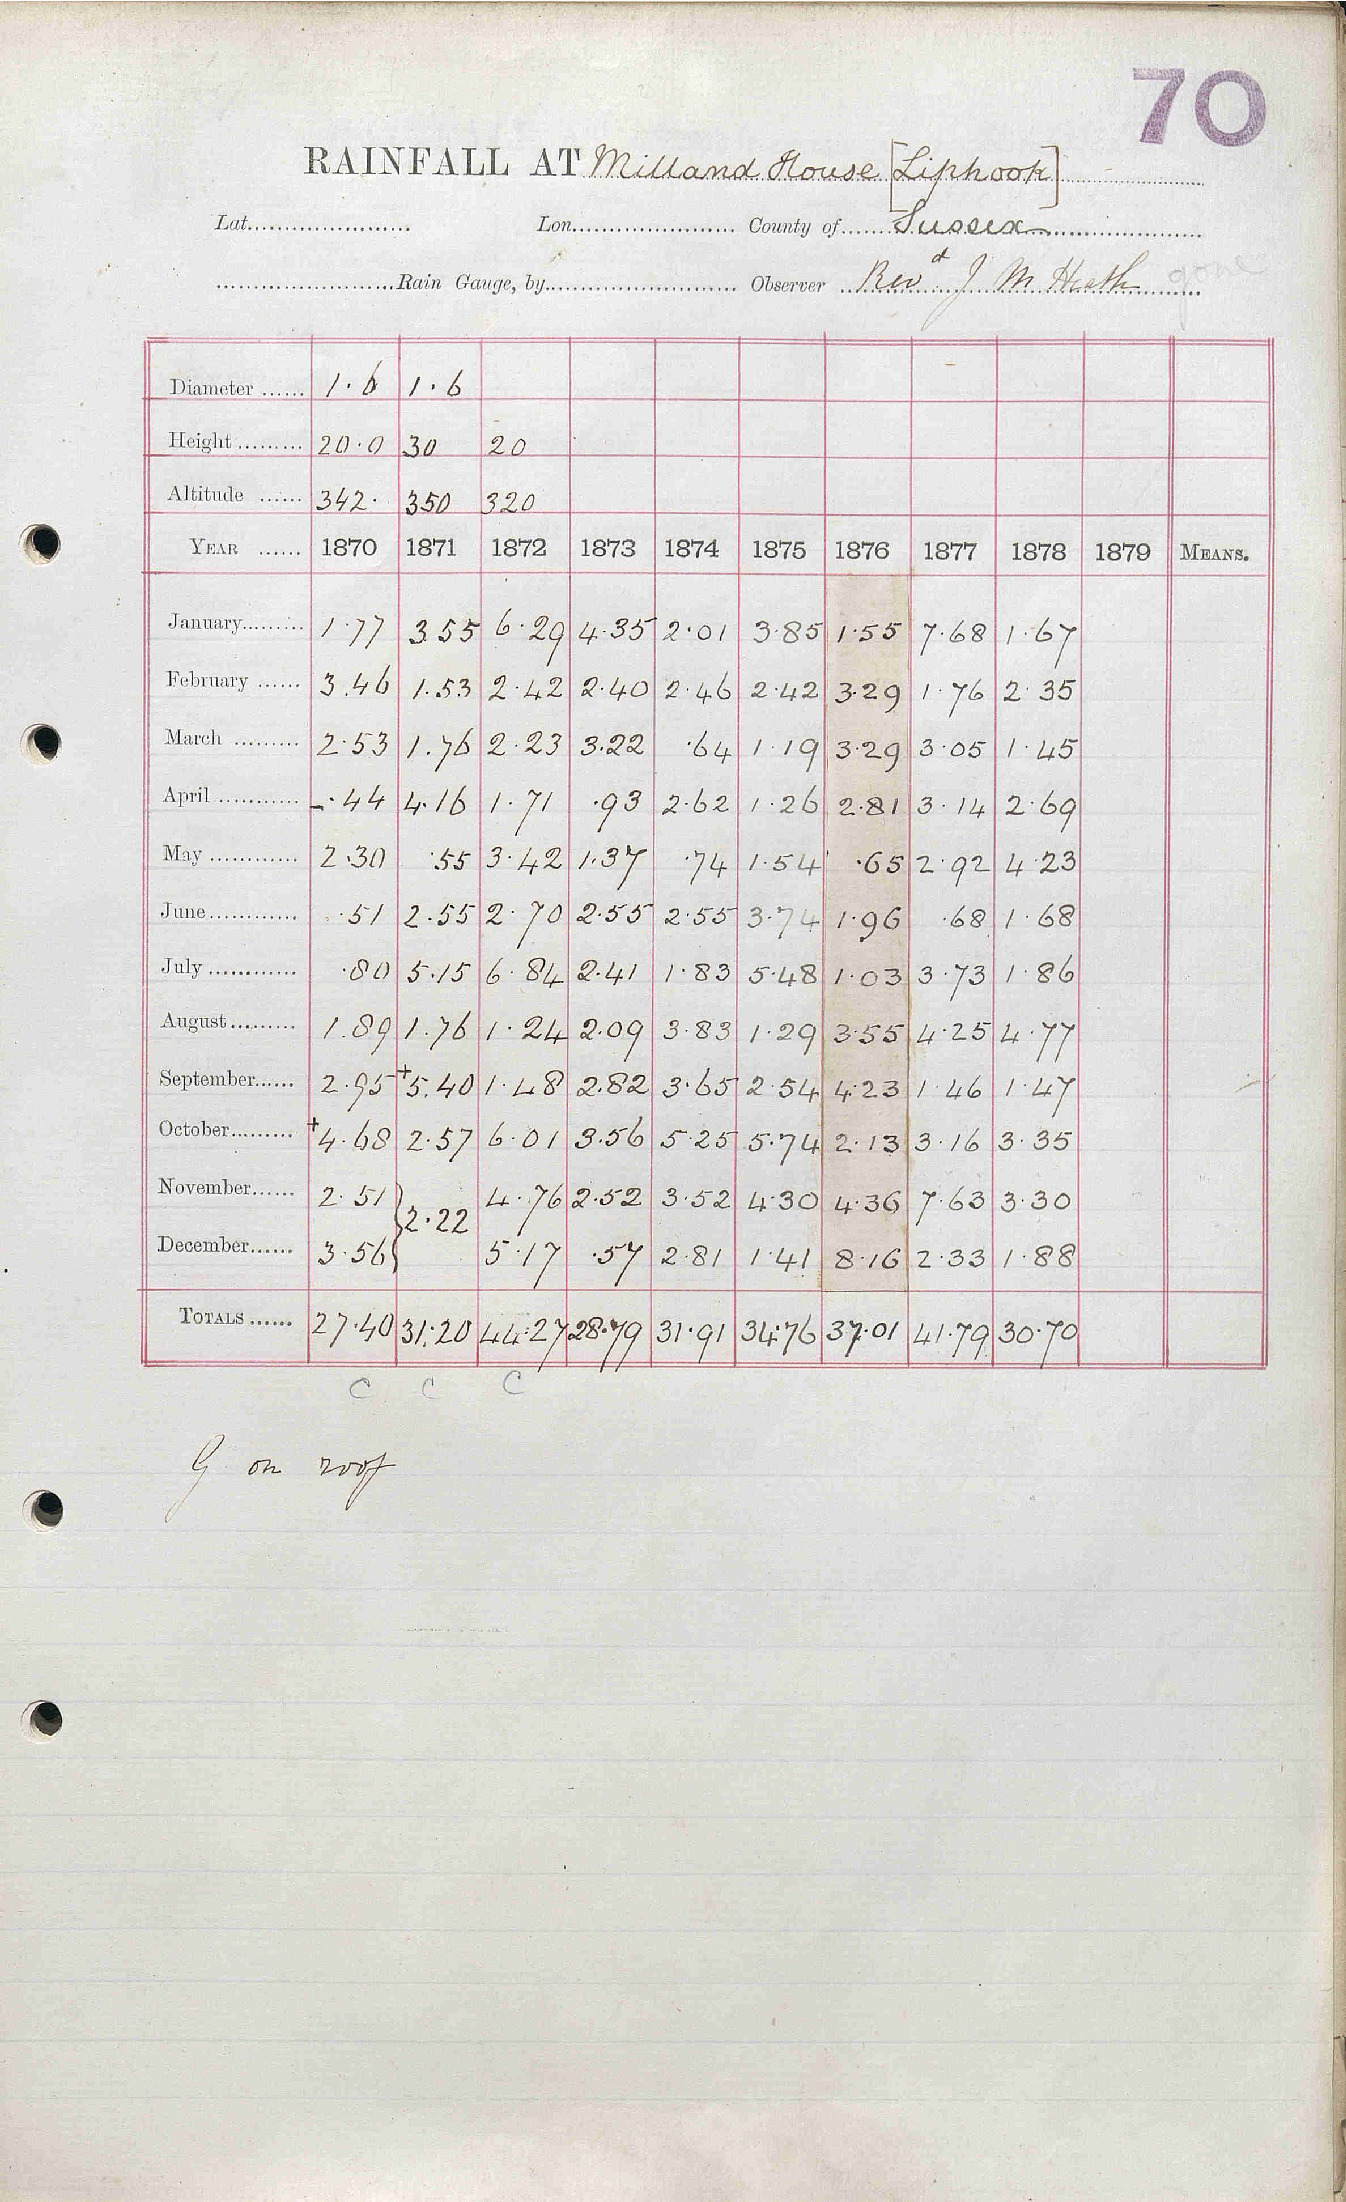 70
RAINFALL AT Milland House [Liphook]
Lat...................... Lon...................... County of Sussex
Rain Gauge, by...................... Observer Revd J M Heath gone
Diameter ...... 1.6 1.6
Height ......... 20.0 30 20
Altitude ...... 342. 350 320
YEAR ...... 1870 1871 1872 1873 1874 1875 1876 1877 1878 1879 MEANS.
January......... 1.77 3.55 6.29 4.35 2.01 3.85 1.55 7.68 1.67
February ...... 3.46 1.53 2.42 2.40 2.46 2.42 3.29 1.76 2.35
March ......... 2.53 1.76 2.23 3.22 .64 1.19 3.29 3.05 1.45
April ............ -.44 4.16 1.71 .93 2.62 1.26 2.81 3.14 2.69
May ............ 2.30 .55 3.42 1.37 .74 1.54 .65 2.92 4.23
June............ .51 2.55 2.70 2.55 2.55 3.74 1.96 .68 1.68
July ............ .80 5.15 6.84 2.41 1.83 5.48 1.03 3.73 1.86
August......... 1.89 1.76 1.24 2.09 3.83 1.29 3.55 4.25 4.77
September...... 2.95 +5.40 1.48 2.82 3.65 2.54 4.23 1.46 1.47
October......... +4.68 2.57 6.01 3.56 5.25 5.74 2.13 3.16 3.35
November...... 2.51 } 2.22 4.76 2.52 3.52 4.30 4.36 7.63 3.30
December...... 3.56 } 5.17 .57 2.81 1.41 8.16 2.33 1.88
TOTALS ...... 27.40 31.20 44.27 28.79 31.91 34.76 37.01 41.79 30.70
C C C
G on roof